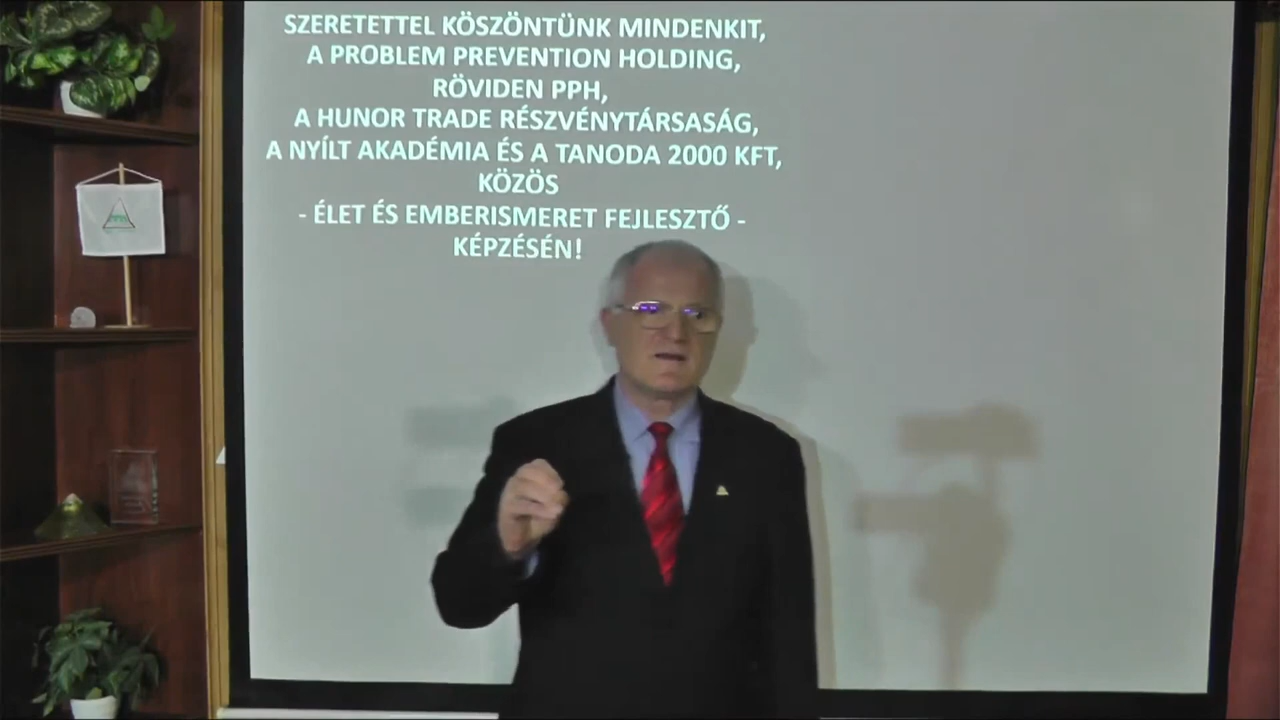 SZERETETTEL KÖSZÖNTÜNK MINDENKIT,
A PROBLEM PREVENTION HOLDING,
RÖVIDEN PPH,
A HUNOR TRADE RÉSZVÉNYTÁRSASÁG,
A NYÍLT AKADÉMIA ÉS A TANODA 2000 KFT,
KÖZÖS
- ÉLET ÉS EMBERISMERET FEJLESZTŐ -
KÉPZÉSÉN!